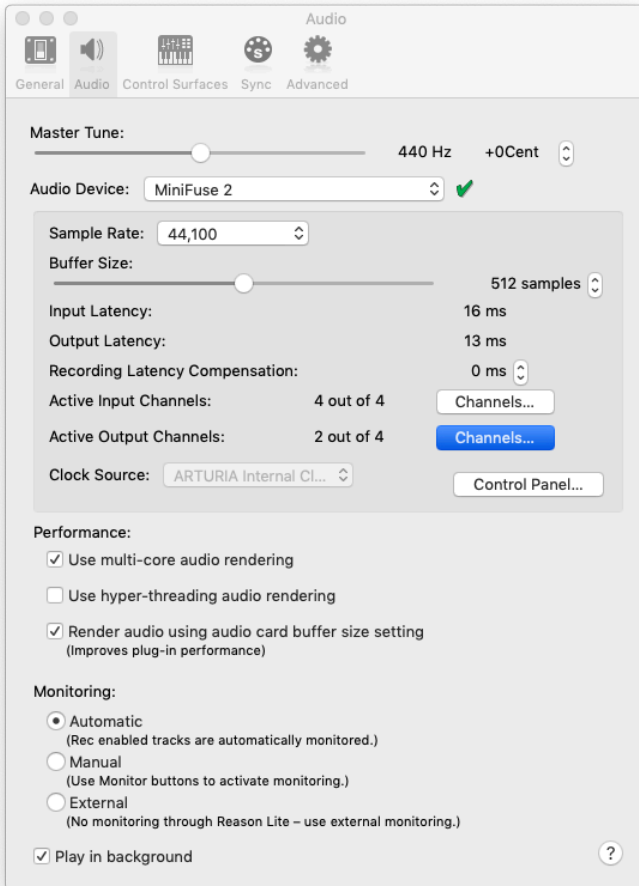 Audio
General Audio Control Surfaces Sync Advanced
Master Tune:
440 Hz +0Cent
Audio Device: MiniFuse 2
Sample Rate: 44,100
Buffer Size:
512 samples
Input Latency: 16 ms
Output Latency: 13 ms
Recording Latency Compensation: 0 ms
Active Input Channels: 4 out of 4 Channels...
Active Output Channels: 2 out of 4 Channels...
Clock Source: ARTURIA Internal Cl...
Control Panel...
Performance:
Use multi-core audio rendering
Use hyper-threading audio rendering
Render audio using audio card buffer size setting
(Improves plug-in performance)
Monitoring:
Automatic
(Rec enabled tracks are automatically monitored.)
Manual
(Use Monitor buttons to activate monitoring.)
External
(No monitoring through Reason Lite – use external monitoring.)
Play in background
?